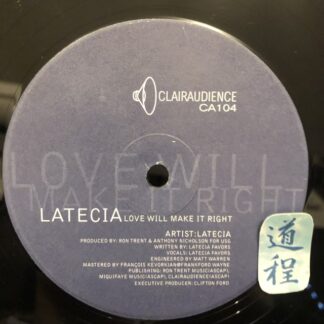 CLAIRAUDIENCE
CA104
LOVE WILL
MAKE IT RIGHT
LATECIA LOVE WILL MAKE IT RIGHT
ARTIST:LATECIA
PRODUCED BY: RON TRENT & ANTHONY NICHOLSON FOR USG
WRITTEN BY: LATECIA FAVORS
VOCALS: LATECIA FAVORS
ENGINEERED BY MATT WARREN
MASTERED BY FRANÇOIS KEVORKIAN@FRANKFORD WAYNE
PUBLISHING: RON TRENT MUSIC(ASCAP)
MIQUIFAYE MUSIC(ASCAP), CLAIRAUDIENCE(ASCAP)
EXECUTIVE PRODUCER: CLIFTON FORD
道程